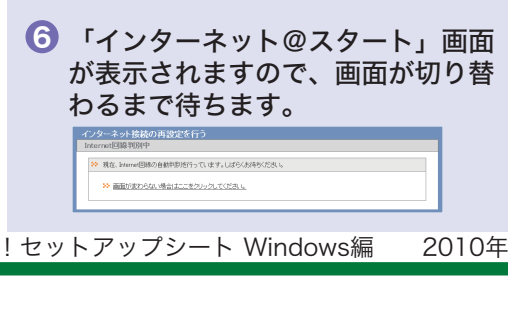 6 「インターネット@スタート」画面
が表示されますので、画面が切り替
わるまで待ちます。
インターネット接続の再設定を行う
Internet回線判別中
>> 現在、Internet回線の自動判別を行っています。しばらくお待ちください。
>> 画面が変わらない場合はここをクリックしてください。
!セットアップシート Windows編 2010年